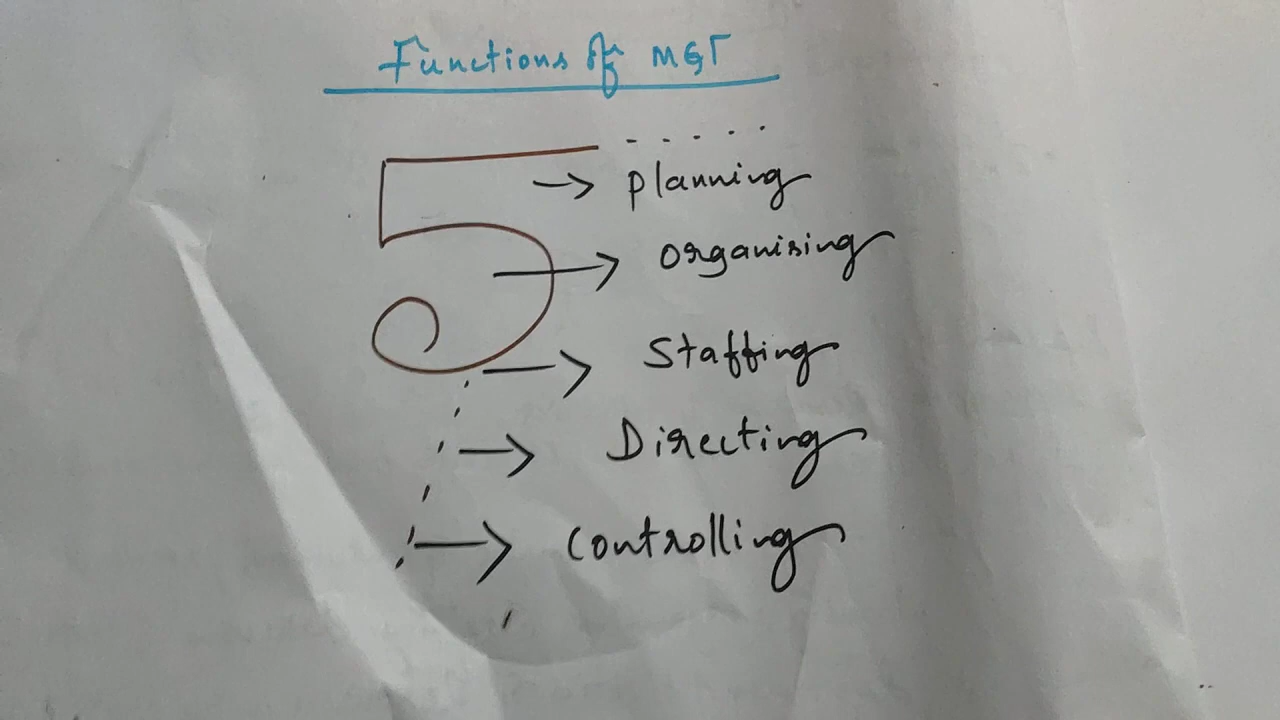 Functions of MGT
5
→ planning
→ organising
→ Staffing
→ Directing
→ controlling